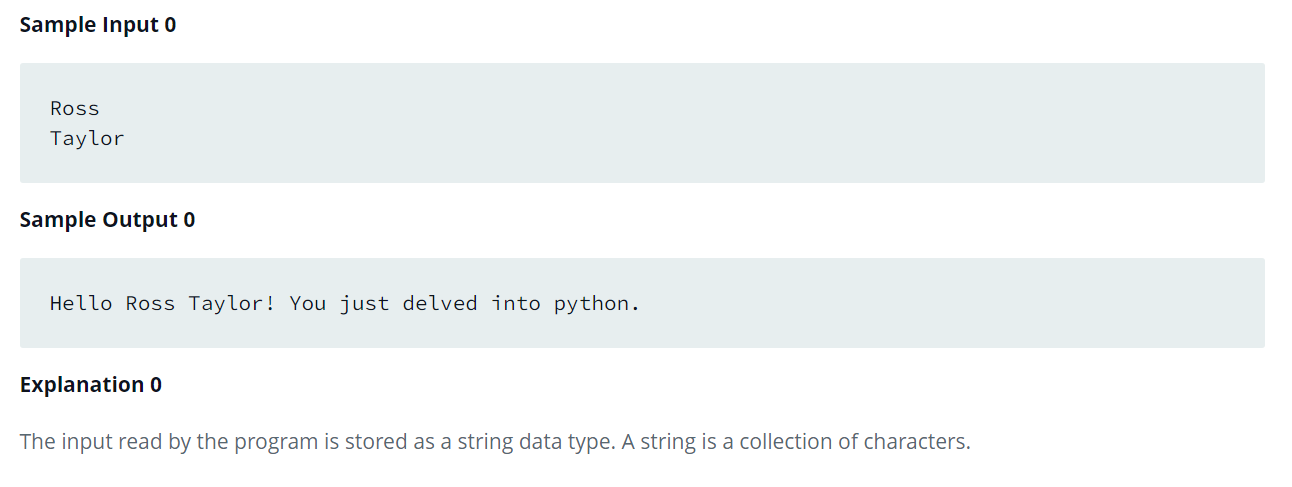 Sample Input 0
Ross
Taylor
Sample Output 0
Hello Ross Taylor! You just delved into python.
Explanation 0
The input read by the program is stored as a string data type. A string is a collection of characters.